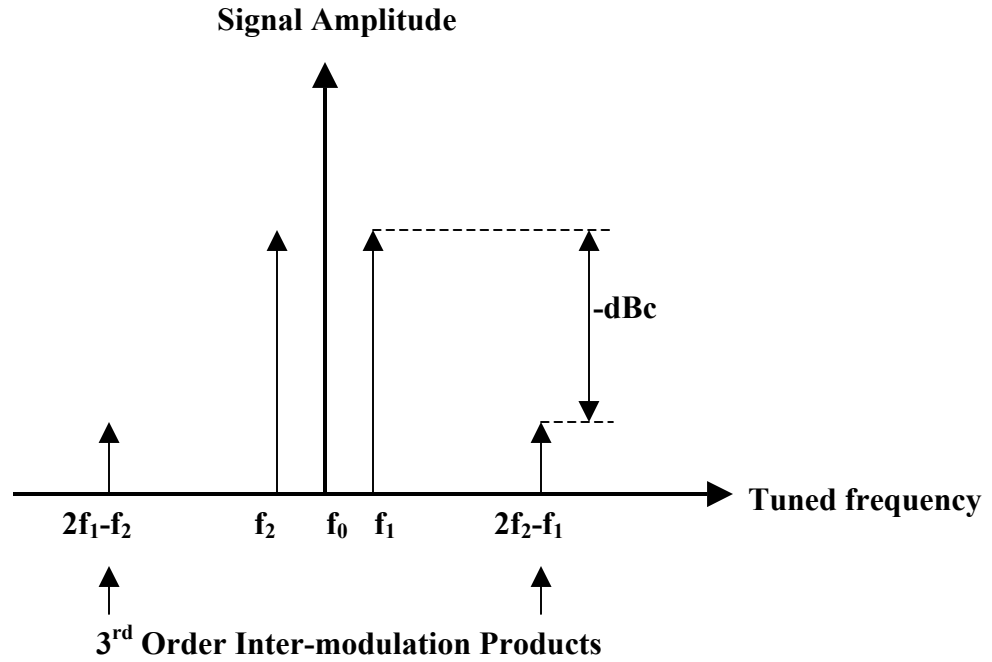 Signal Amplitude
-dBc
Tuned frequency
2f₁-f₂
f₂
f₀
f₁
2f₂-f₁
3ʳᵈ Order Inter-modulation Products